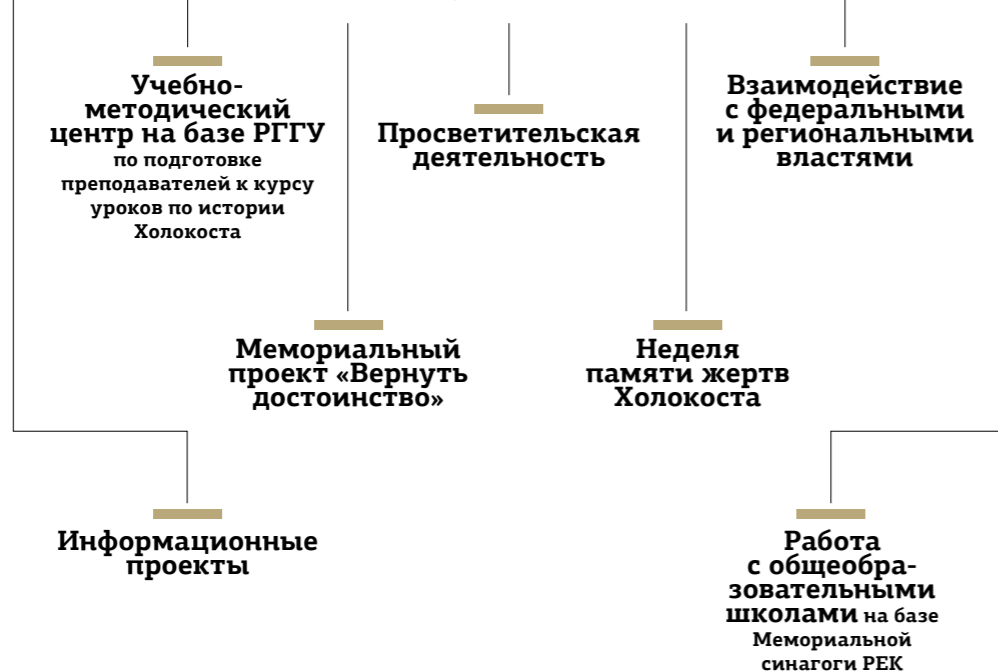 Учебно-
методический
центр на базе РГГУ
по подготовке
преподавателей к курсу
уроков по истории
Холокоста
Просветительская
деятельность
Взаимодействие
с федеральными
и региональными
властями
Мемориальный
проект «Вернуть
достоинство»
Неделя
памяти жертв
Холокоста
Информационные
проекты
Работа
с общеобра-
зовательными
школами на базе
Мемориальной
синагоги РЕК